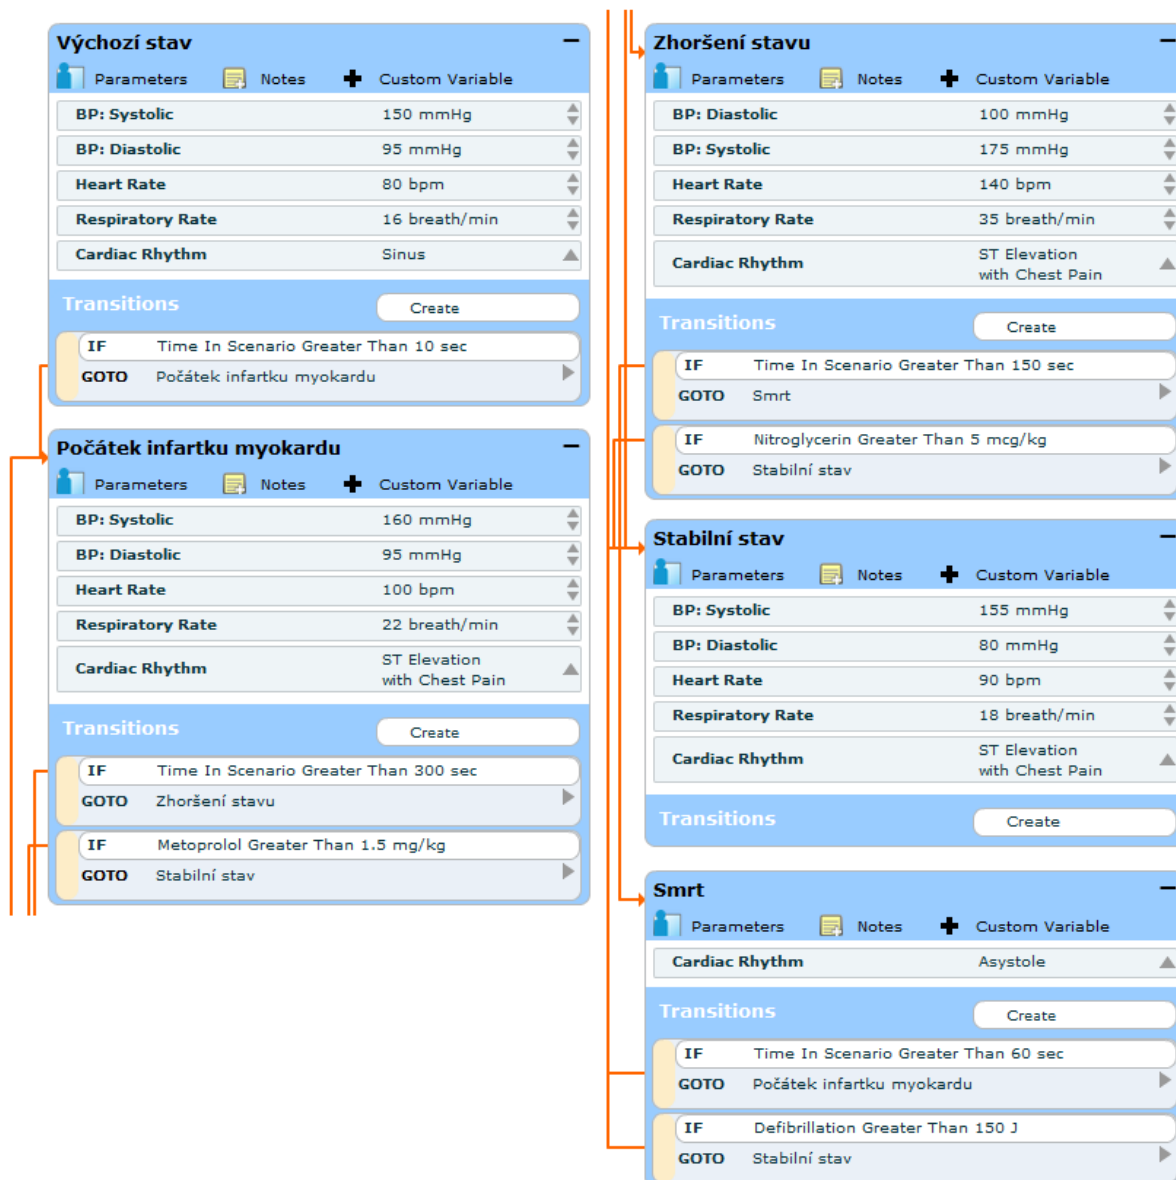 Výchozí stav
Parameters Notes Custom Variable
BP: Systolic 150 mmHg
BP: Diastolic 95 mmHg
Heart Rate 80 bpm
Respiratory Rate 16 breath/min
Cardiac Rhythm Sinus
Transitions Create
IF Time In Scenario Greater Than 10 sec
GOTO Počátek infartku myokardu
Počátek infartku myokardu
Parameters Notes Custom Variable
BP: Systolic 160 mmHg
BP: Diastolic 95 mmHg
Heart Rate 100 bpm
Respiratory Rate 22 breath/min
Cardiac Rhythm ST Elevation
with Chest Pain
Transitions Create
IF Time In Scenario Greater Than 300 sec
GOTO Zhoršení stavu
IF Metoprolol Greater Than 1.5 mg/kg
GOTO Stabilní stav
Zhoršení stavu
Parameters Notes Custom Variable
BP: Diastolic 100 mmHg
BP: Systolic 175 mmHg
Heart Rate 140 bpm
Respiratory Rate 35 breath/min
Cardiac Rhythm ST Elevation
with Chest Pain
Transitions Create
IF Time In Scenario Greater Than 150 sec
GOTO Smrt
IF Nitroglycerin Greater Than 5 mcg/kg
GOTO Stabilní stav
Stabilní stav
Parameters Notes Custom Variable
BP: Systolic 155 mmHg
BP: Diastolic 80 mmHg
Heart Rate 90 bpm
Respiratory Rate 18 breath/min
Cardiac Rhythm ST Elevation
with Chest Pain
Transitions Create
Smrt
Parameters Notes Custom Variable
Cardiac Rhythm Asystole
Transitions Create
IF Time In Scenario Greater Than 60 sec
GOTO Počátek infartku myokardu
IF Defibrillation Greater Than 150 J
GOTO Stabilní stav